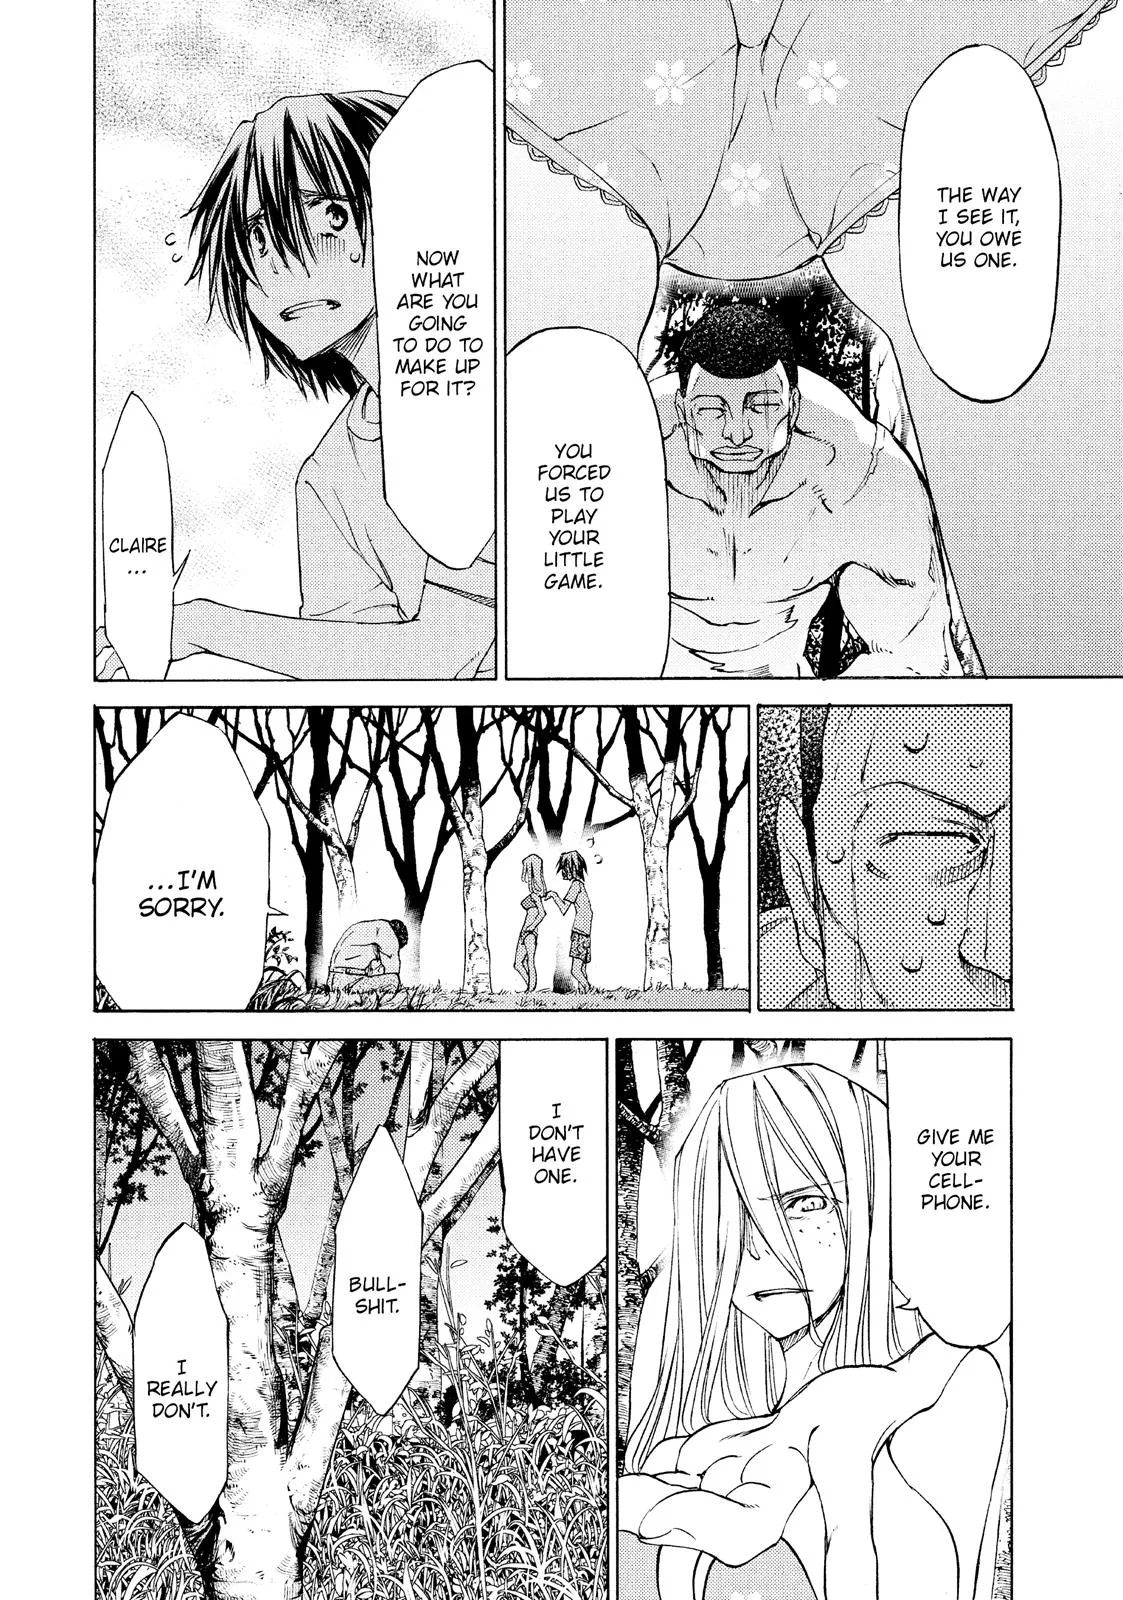 THE WAY
I SEE IT,
YOU OWE
US ONE.
YOU
FORCED
US TO
PLAY
YOUR
LITTLE
GAME.
NOW
WHAT
ARE YOU
GOING
TO DO TO
MAKE UP
FOR IT?
CLAIRE
...
...I'M
SORRY.
GIVE ME
YOUR
CELL-
PHONE.
I
DON'T
HAVE
ONE.
BULL-
SHIT.
I
REALLY
DON'T.